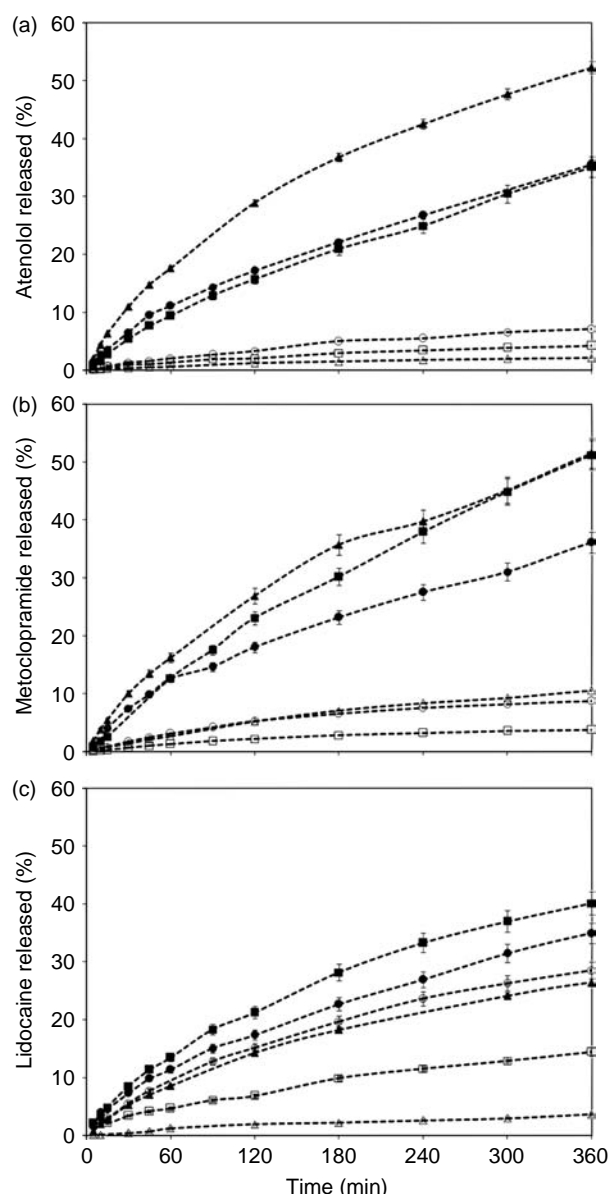 (a)
60
50
40
30
20
10
0
Atenolol released (%)
(b)
60
50
40
30
20
10
0
Metoclopramide released (%)
(c)
60
50
40
30
20
10
0
Lidocaine released (%)
0 60 120 180 240 300 360
Time (min)